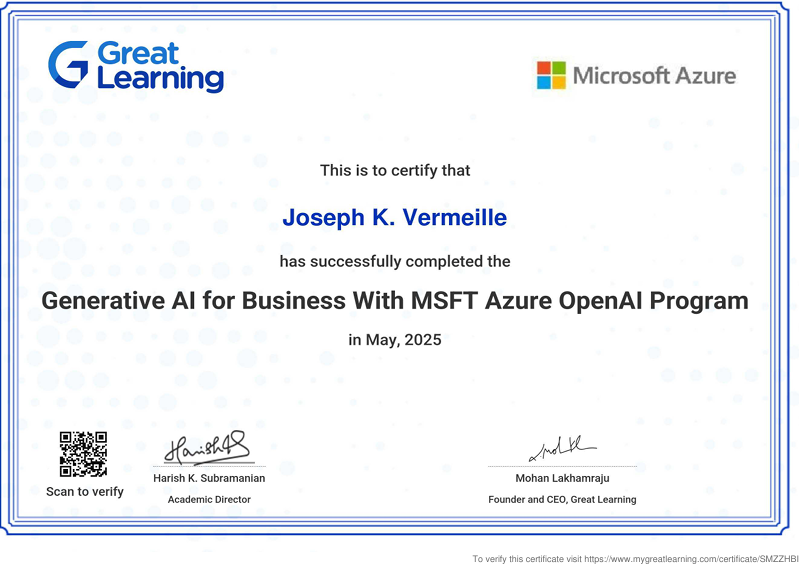 Great
Learning
Microsoft Azure
This is to certify that
Joseph K. Vermeille
has successfully completed the
Generative AI for Business With MSFT Azure OpenAI Program
in May, 2025
Scan to verify
Harish K. Subramanian
Academic Director
Mohan Lakhamraju
Founder and CEO, Great Learning
To verify this certificate visit https://www.mygreatlearning.com/certificate/SMZZHBI